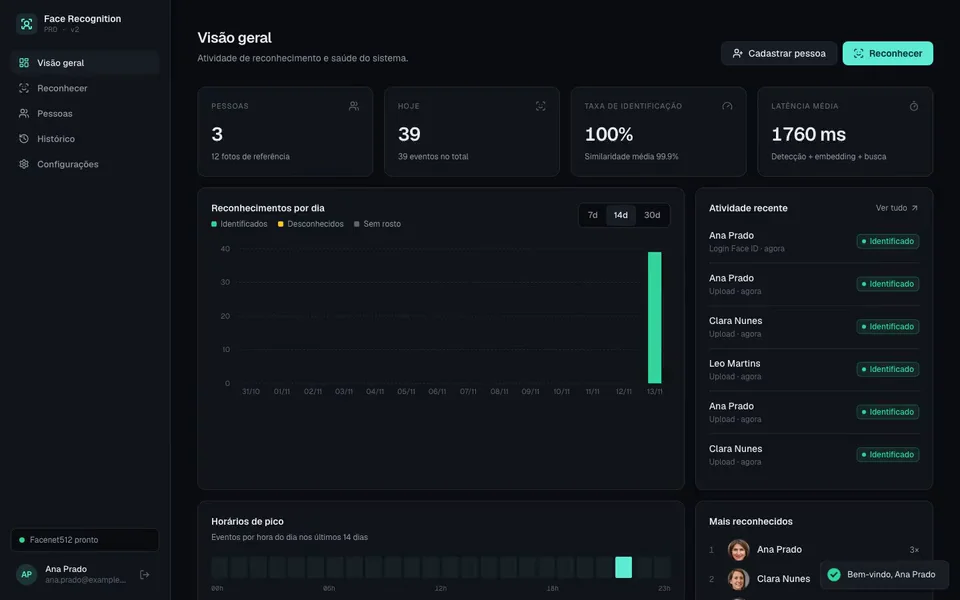 Face Recognition
PRO · v2
Visão geral
Reconhecer
Pessoas
Histórico
Configurações
Facenet512 pronto
AP
Ana Prado
ana.prado@example...
Visão geral
Atividade de reconhecimento e saúde do sistema.
Cadastrar pessoa
Reconhecer
PESSOAS
3
12 fotos de referência
HOJE
39
39 eventos no total
TAXA DE IDENTIFICAÇÃO
100%
Similaridade média 99.9%
LATÊNCIA MÉDIA
1760 ms
Detecção + embedding + busca
Reconhecimentos por dia
Identificados Desconhecidos Sem rosto
7d 14d 30d
40
30
20
10
0
31/10 01/11 02/11 03/11 04/11 05/11 06/11 07/11 08/11 09/11 10/11 11/11 12/11 13/11
Atividade recente
Ver tudo
Ana Prado
Login Face ID · agora
Identificado
Ana Prado
Upload · agora
Identificado
Clara Nunes
Upload · agora
Identificado
Leo Martins
Upload · agora
Identificado
Ana Prado
Upload · agora
Identificado
Clara Nunes
Upload · agora
Identificado
Horários de pico
Eventos por hora do dia nos últimos 14 dias
00h 06h 12h 18h 23h
Mais reconhecidos
1 Ana Prado 3×
2 Clara Nunes
Bem-vindo, Ana Prado